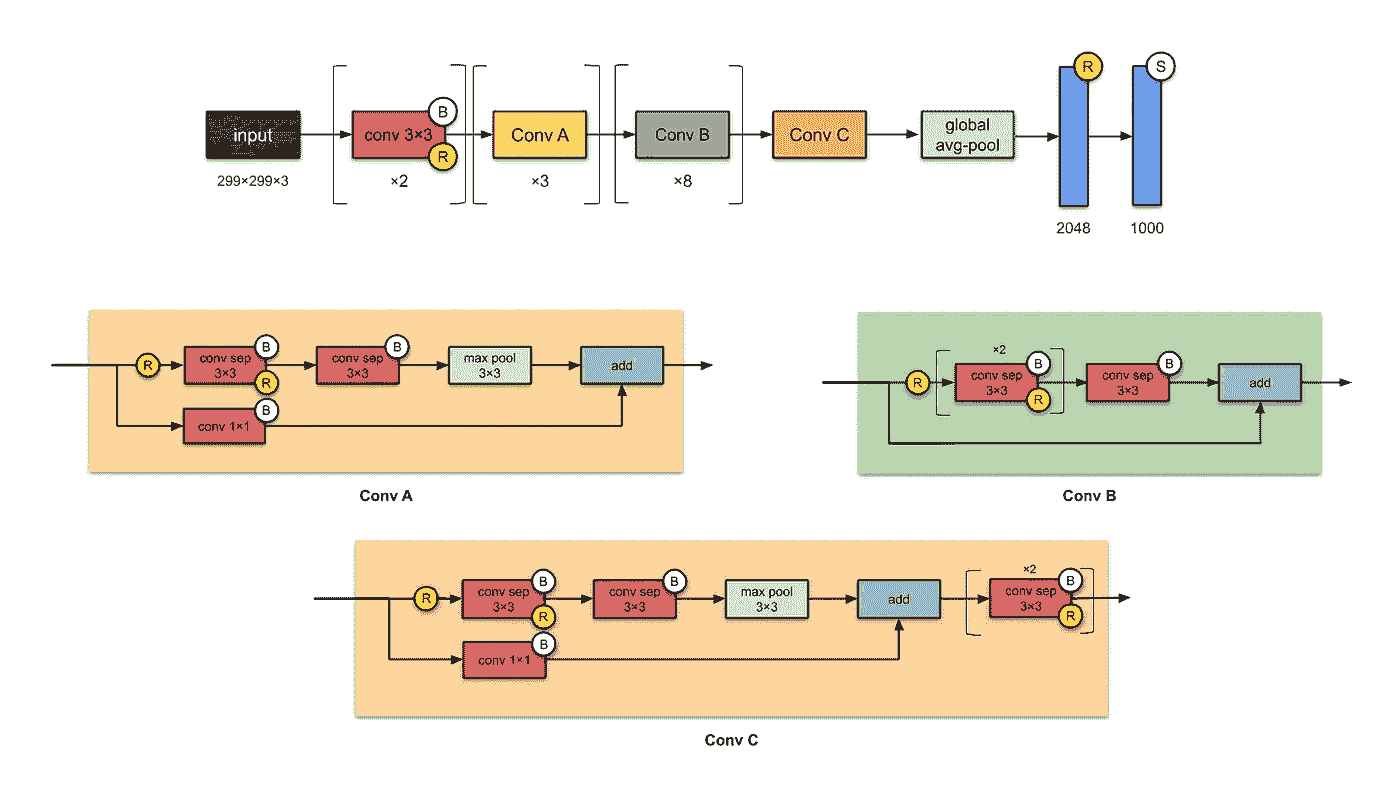 input
299×299×3
conv 3×3
B
R
×2
Conv A
×3
Conv B
×8
Conv C
global
avg-pool
R
2048
S
1000
R
conv sep
3×3
B
R
conv sep
3×3
B
max pool
3×3
add
conv 1×1
B
Conv A
R
×2
conv sep
3×3
B
R
conv sep
3×3
B
add
Conv B
R
conv sep
3×3
B
R
conv sep
3×3
B
max pool
3×3
add
×2
conv sep
3×3
B
R
conv 1×1
B
Conv C